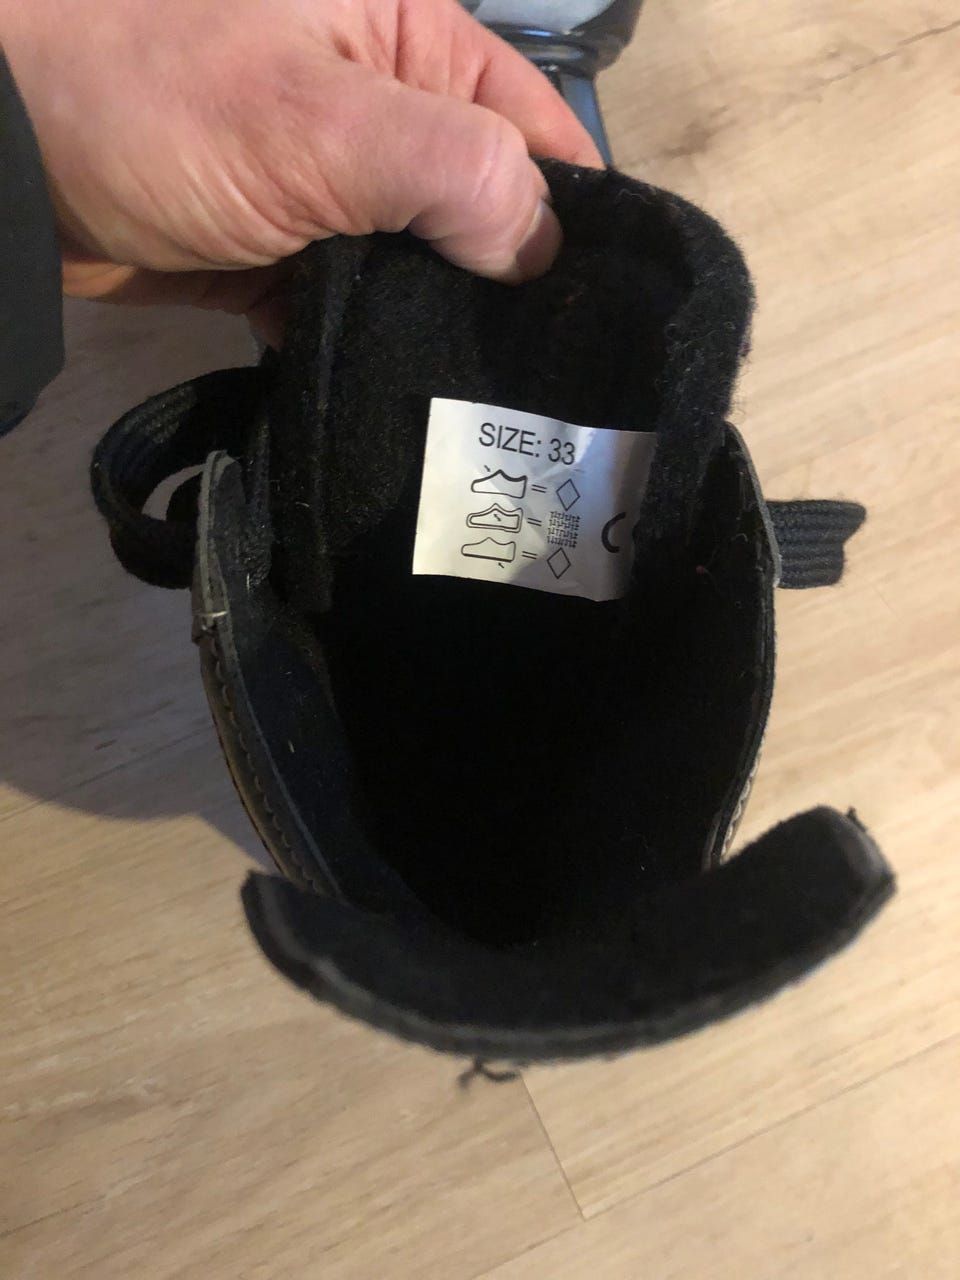 SIZE: 33
=
=
=
C